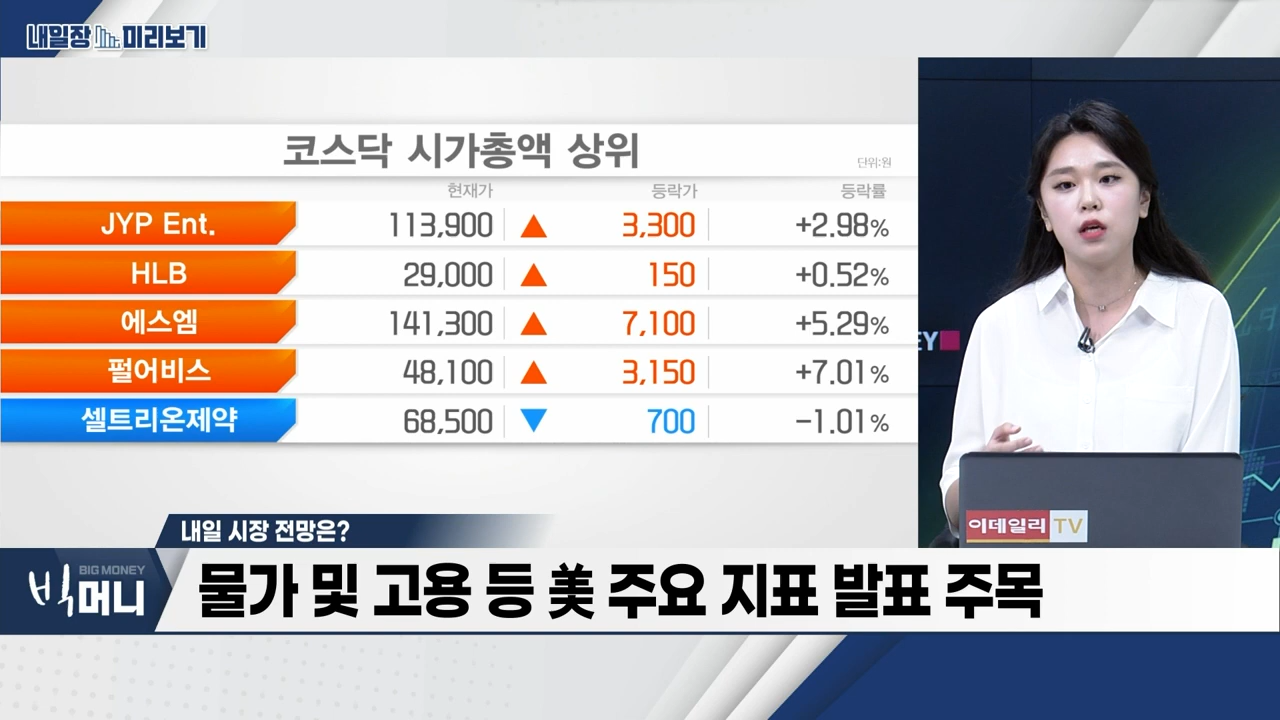 내일장 미리보기
코스닥 시가총액 상위
단위:원
현재가 등락가 등락률
JYP Ent. 113,900 ▲ 3,300 +2.98%
HLB 29,000 ▲ 150 +0.52%
에스엠 141,300 ▲ 7,100 +5.29%
펄어비스 48,100 ▲ 3,150 +7.01%
셀트리온제약 68,500 ▼ 700 -1.01%
EY
이데일리 TV
내일 시장 전망은?
BIG MONEY
빅머니
물가 및 고용 등 美 주요 지표 발표 주목